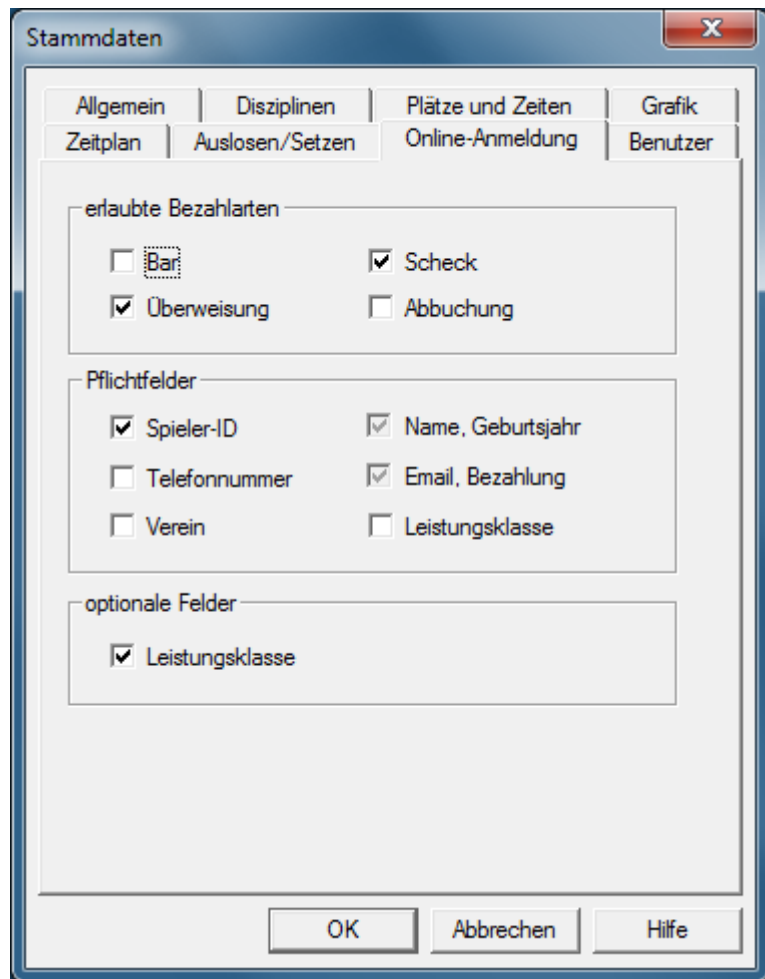 Stammdaten
Allgemein Disziplinen Plätze und Zeiten Grafik
Zeitplan Auslosen/Setzen Online-Anmeldung Benutzer
erlaubte Bezahlarten
Bar Scheck
Überweisung Abbuchung
Pflichtfelder
Spieler-ID Name, Geburtsjahr
Telefonnummer Email, Bezahlung
Verein Leistungsklasse
optionale Felder
Leistungsklasse
OK Abbrechen Hilfe